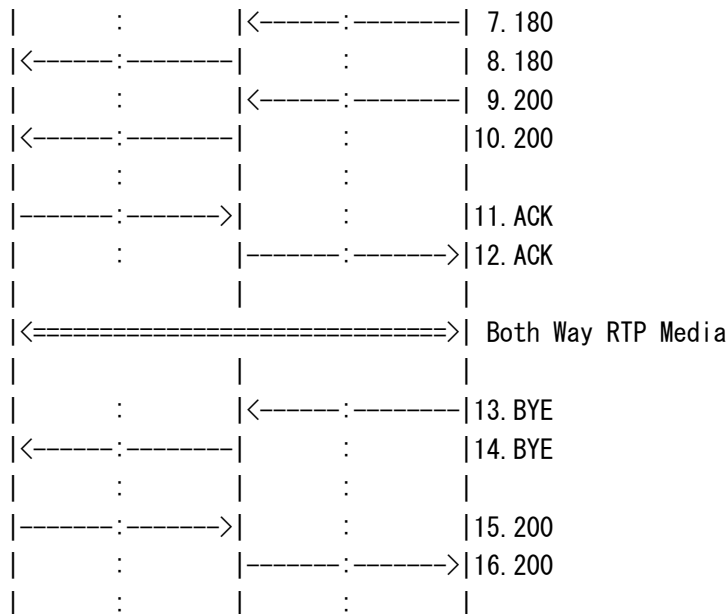 |       :       |<------:--------| 7.180
|<------:--------|       :       | 8.180
|       :       |<------:--------| 9.200
|<------:--------|       :       |10.200
|       :       |       :       |
|-------:------->|       :       |11.ACK
|       :       |-------:------->|12.ACK
|               |               |
|<===============================>| Both Way RTP Media
|               |               |
|       :       |<------:--------|13.BYE
|<------:--------|       :       |14.BYE
|       :       |       :       |
|-------:------->|       :       |15.200
|       :       |-------:------->|16.200
|       :       |       :       |